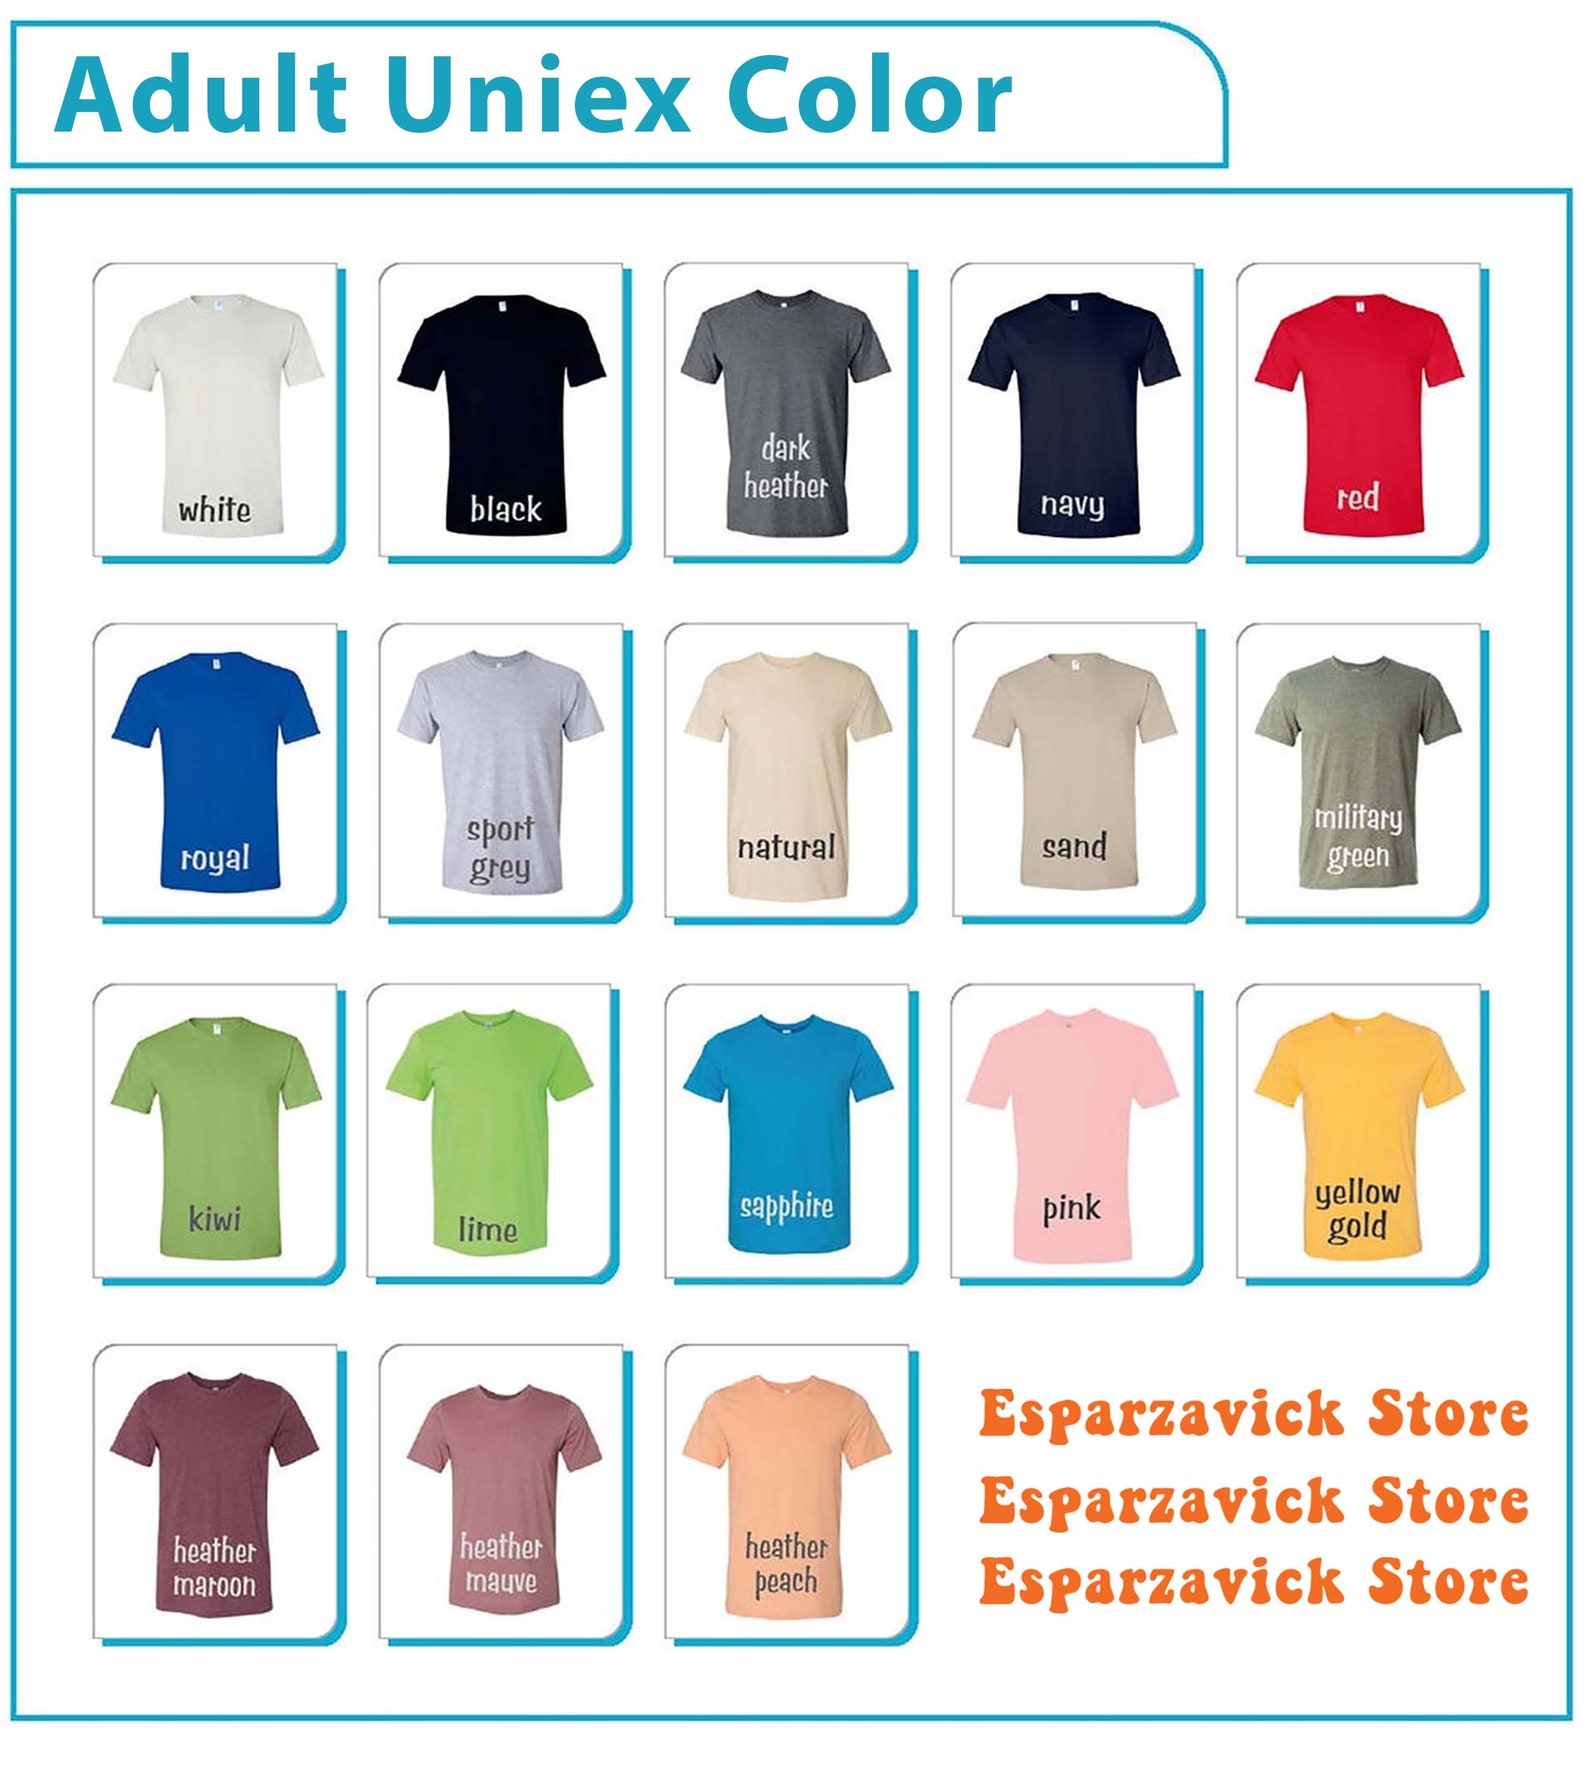 Adult Uniex Color
white
black
dark
heather
navy
red
royal
sport
grey
natural
sand
military
green
kiwi
lime
sapphire
pink
yellow
gold
heather
maroon
heather
mauve
heather
peach
Esparzavick Store
Esparzavick Store
Esparzavick Store